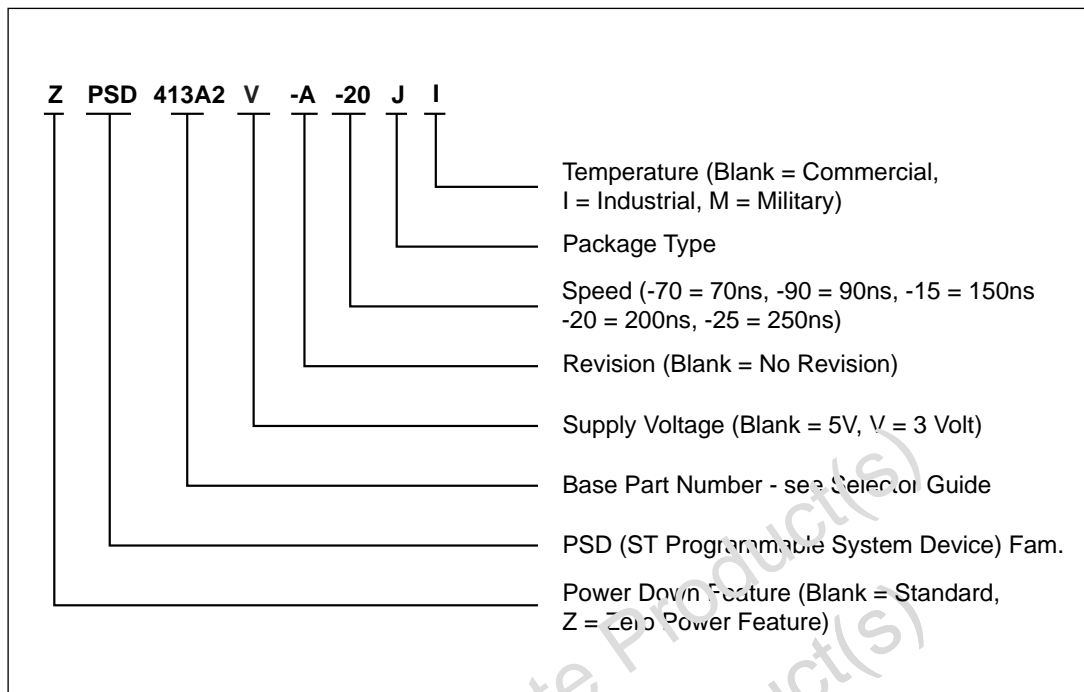 Z PSD 413A2 V -A -20 J I
Temperature (Blank = Commercial,
I = Industrial, M = Military)
Package Type
Speed (-70 = 70ns, -90 = 90ns, -15 = 150ns
-20 = 200ns, -25 = 250ns)
Revision (Blank = No Revision)
Supply Voltage (Blank = 5V, V = 3 Volt)
Base Part Number - see Selector Guide
PSD (ST Programmable System Device) Fam.
Power Down Feature (Blank = Standard,
Z = Zero Power Feature)
Product(s)